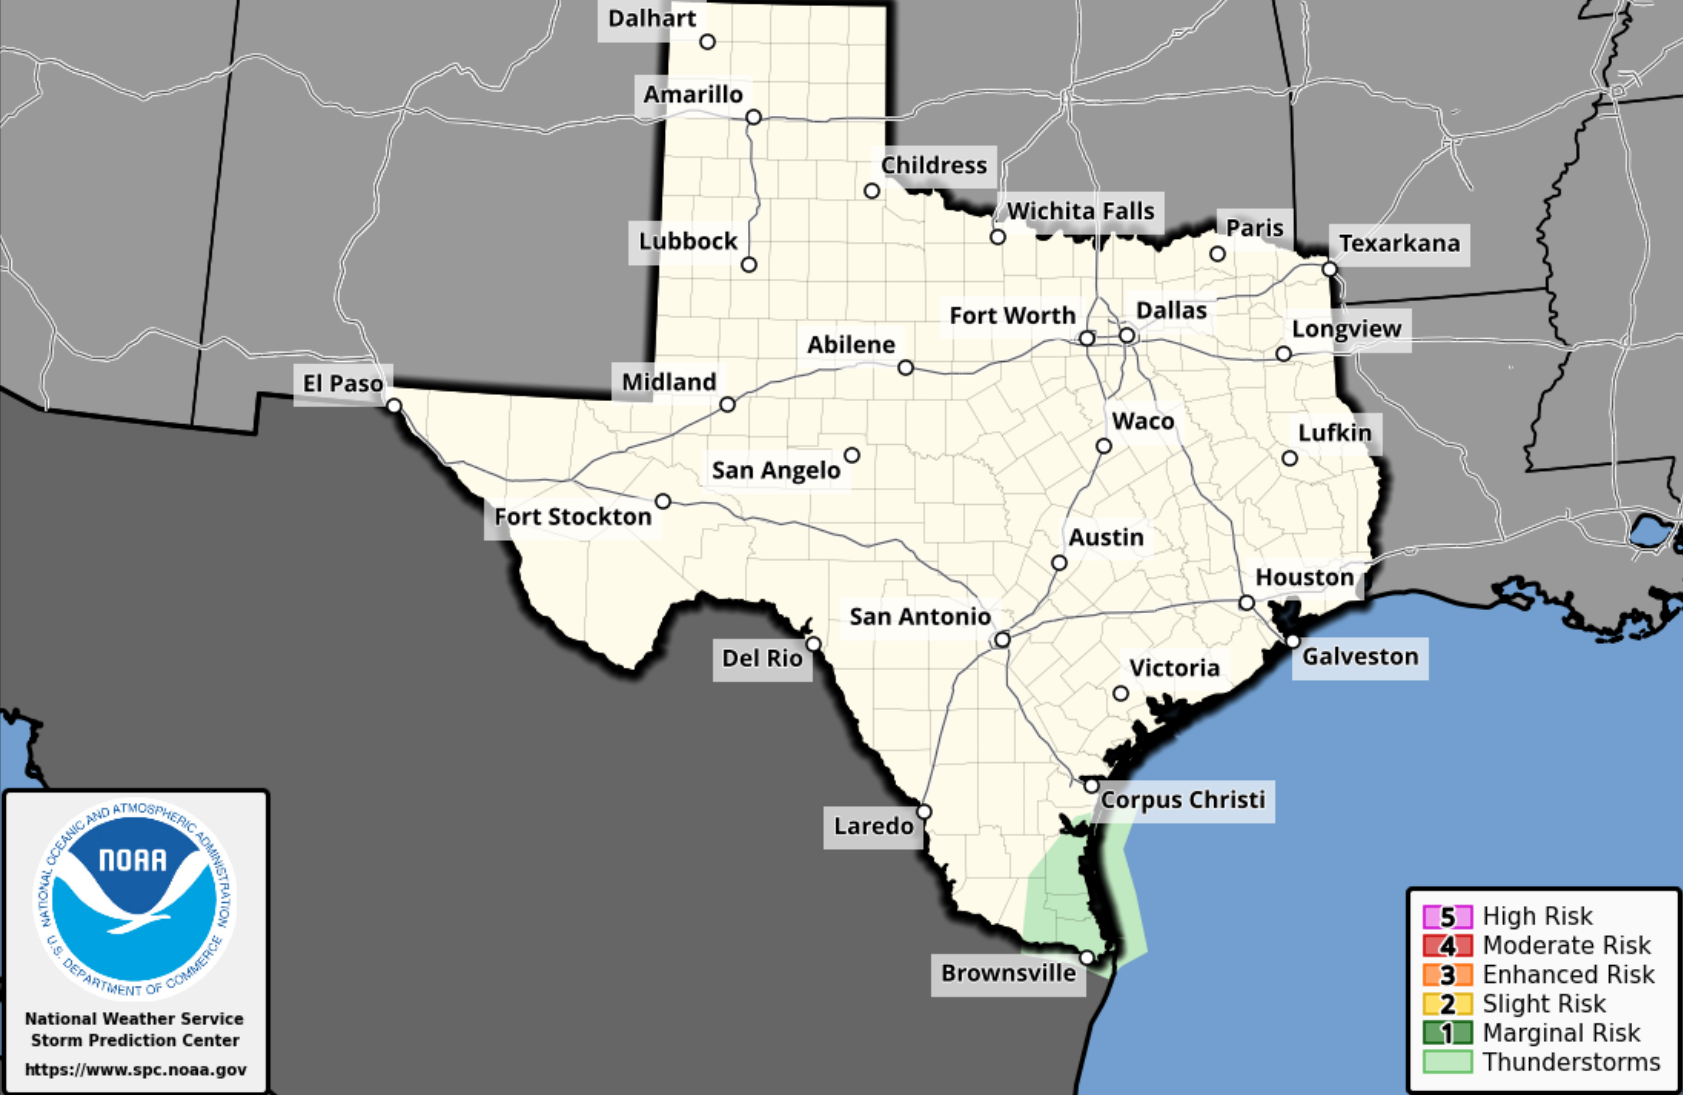 Dalhart
Amarillo
Childress
Wichita Falls
Paris
Texarkana
Lubbock
Fort Worth
Dallas
Longview
Abilene
El Paso
Midland
Waco
Lufkin
San Angelo
Fort Stockton
Austin
Houston
San Antonio
Del Rio
Victoria
Galveston
Corpus Christi
Laredo
Brownsville
NATIONAL OCEANIC AND ATMOSPHERIC ADMINISTRATION
NOAA
U.S. DEPARTMENT OF COMMERCE
National Weather Service
Storm Prediction Center
https://www.spc.noaa.gov
5 High Risk
4 Moderate Risk
3 Enhanced Risk
2 Slight Risk
1 Marginal Risk
Thunderstorms